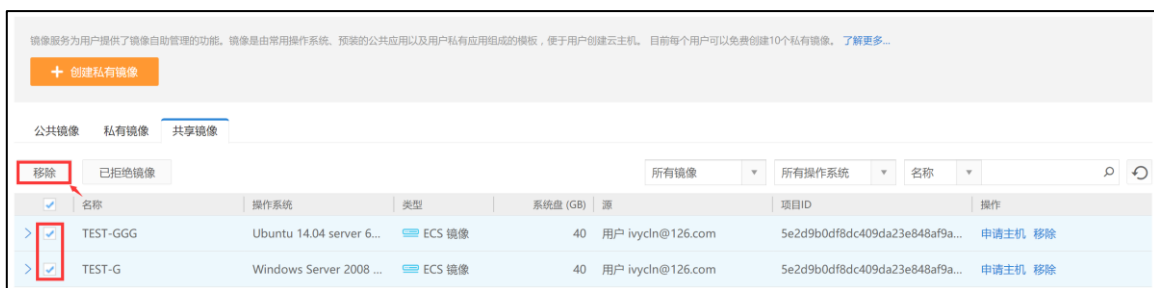 镜像服务为用户提供了镜像自助管理的功能。镜像是由常用操作系统、预装的公共应用以及用户私有应用组成的模板，便于用户创建云主机。 目前每个用户可以免费创建10个私有镜像。 了解更多...
+ 创建私有镜像
公共镜像 私有镜像 共享镜像
移除 已拒绝镜像 所有镜像 所有操作系统 名称
名称 操作系统 类型 系统盘 (GB) 源 项目ID 操作
TEST-GGG Ubuntu 14.04 server 6... ECS 镜像 40 用户 ivycln@126.com 5e2d9b0df8dc409da23e848af9a... 申请主机 移除
TEST-G Windows Server 2008 ... ECS 镜像 40 用户 ivycln@126.com 5e2d9b0df8dc409da23e848af9a... 申请主机 移除